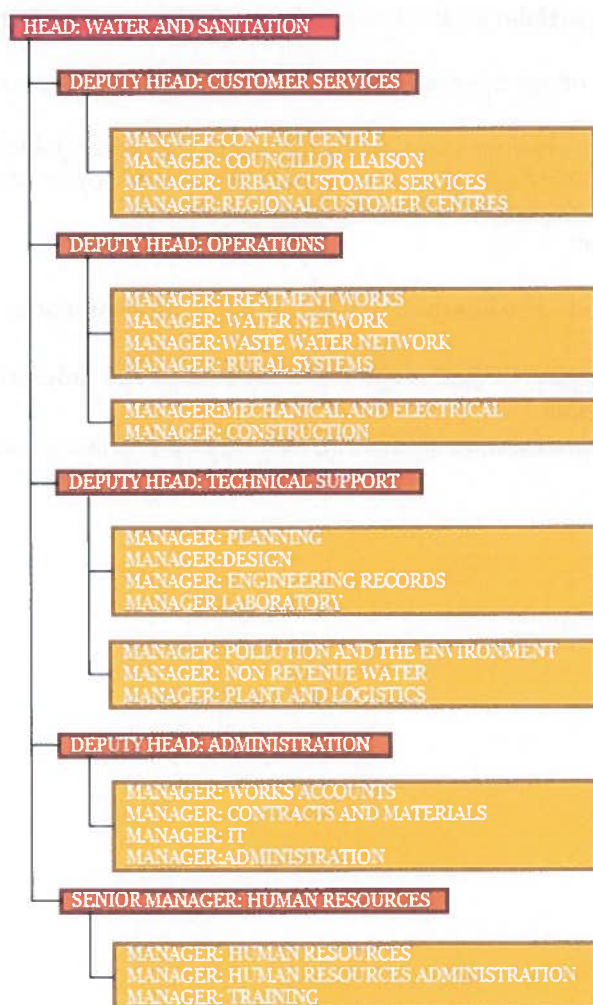 HEAD: WATER AND SANITATION
DEPUTY HEAD: CUSTOMER SERVICES
MANAGER:CONTACT CENTRE
MANAGER: COUNCILLOR LIAISON
MANAGER: URBAN CUSTOMER SERVICES
MANAGER:REGIONAL CUSTOMER CENTRES
DEPUTY HEAD: OPERATIONS
MANAGER:TREATMENT WORKS
MANAGER: WATER NETWORK
MANAGER:WASTE WATER NETWORK
MANAGER: RURAL SYSTEMS
MANAGER:MECHANICAL AND ELECTRICAL
MANAGER: CONSTRUCTION
DEPUTY HEAD: TECHNICAL SUPPORT
MANAGER: PLANNING
MANAGER:DESIGN
MANAGER: ENGINEERING RECORDS
MANAGER LABORATORY
MANAGER: POLLUTION AND THE ENVIRONMENT
MANAGER: NON REVENUE WATER
MANAGER: PLANT AND LOGISTICS
DEPUTY HEAD: ADMINISTRATION
MANAGER: WORKS ACCOUNTS
MANAGER: CONTRACTS AND MATERIALS
MANAGER: IT
MANAGER:ADMINISTRATION
SENIOR MANAGER: HUMAN RESOURCES
MANAGER: HUMAN RESOURCES
MANAGER: HUMAN RESOURCES ADMINISTRATION
MANAGER: TRAINING